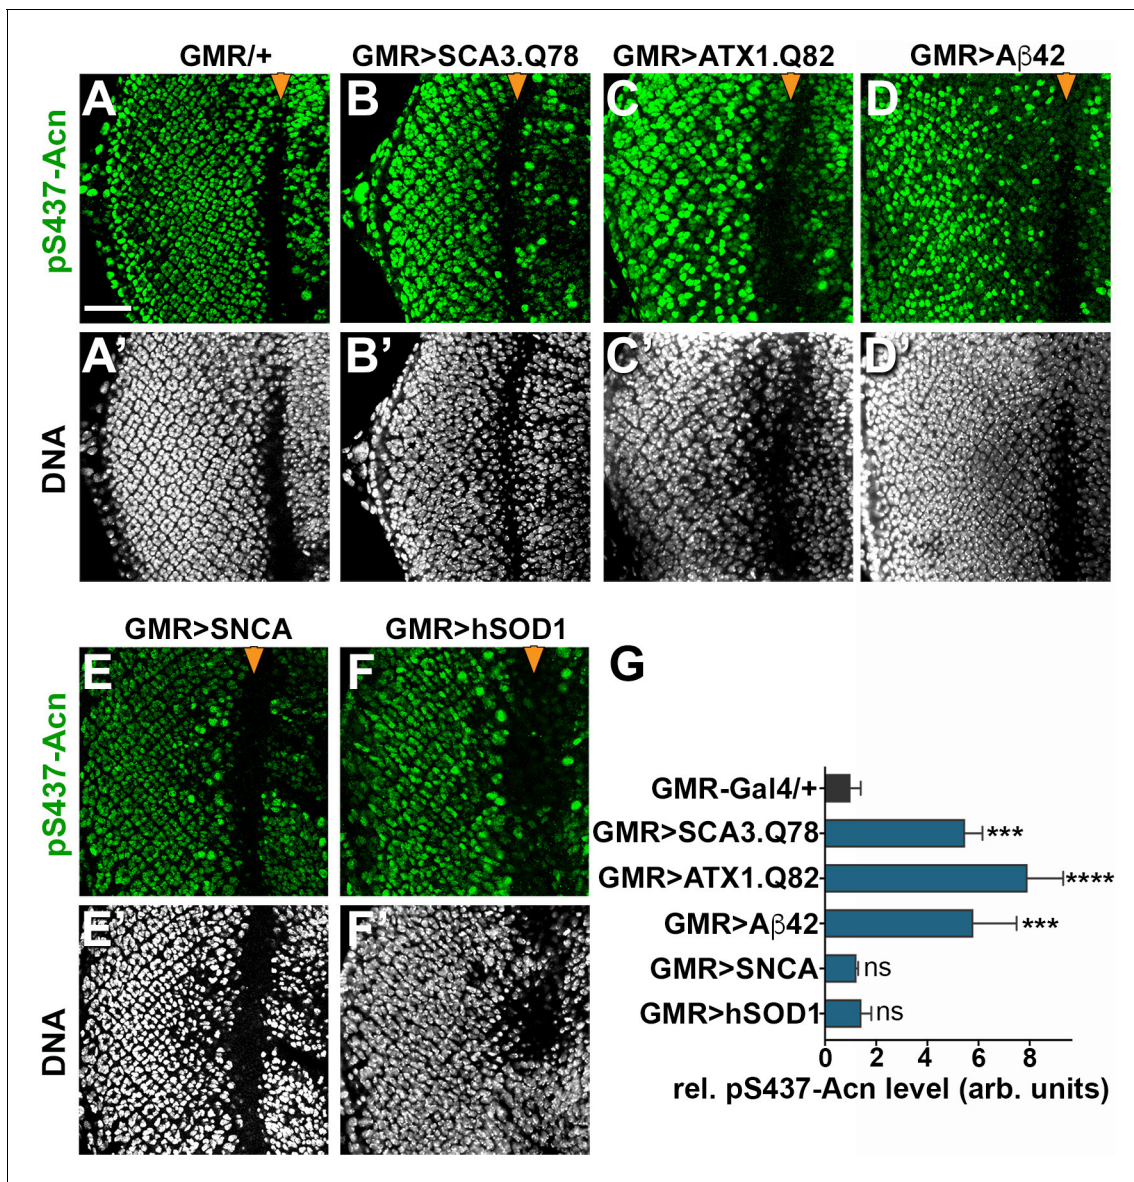 GMR/+
GMR>SCA3.Q78
GMR>ATX1.Q82
GMR>Aβ42
pS437-Acn
A
B
C
D
DNA
A’
B’
C’
D’
GMR>SNCA
GMR>hSOD1
pS437-Acn
E
F
DNA
E’
F’
G
GMR-Gal4/+
GMR>SCA3.Q78 ***
GMR>ATX1.Q82 ****
GMR>Aβ42 ***
GMR>SNCA ns
GMR>hSOD1 ns
0 2 4 6 8
rel. pS437-Acn level (arb. units)